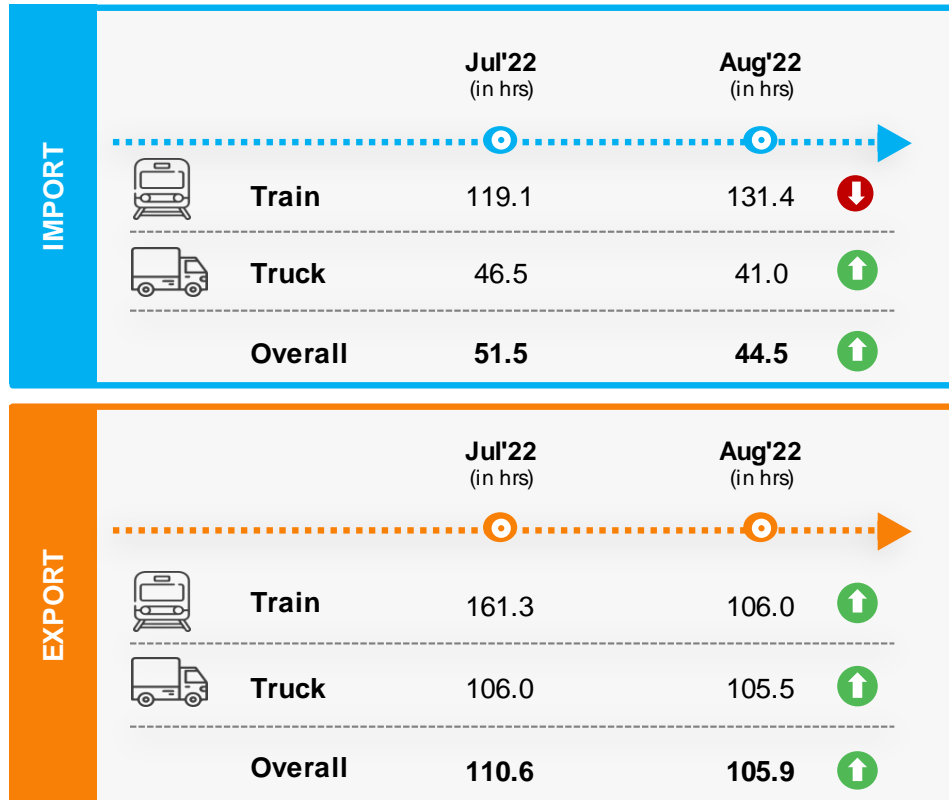 IMPORT
Jul'22 Aug'22
(in hrs) (in hrs)
Train 119.1 131.4
Truck 46.5 41.0
Overall 51.5 44.5
EXPORT
Jul'22 Aug'22
(in hrs) (in hrs)
Train 161.3 106.0
Truck 106.0 105.5
Overall 110.6 105.9